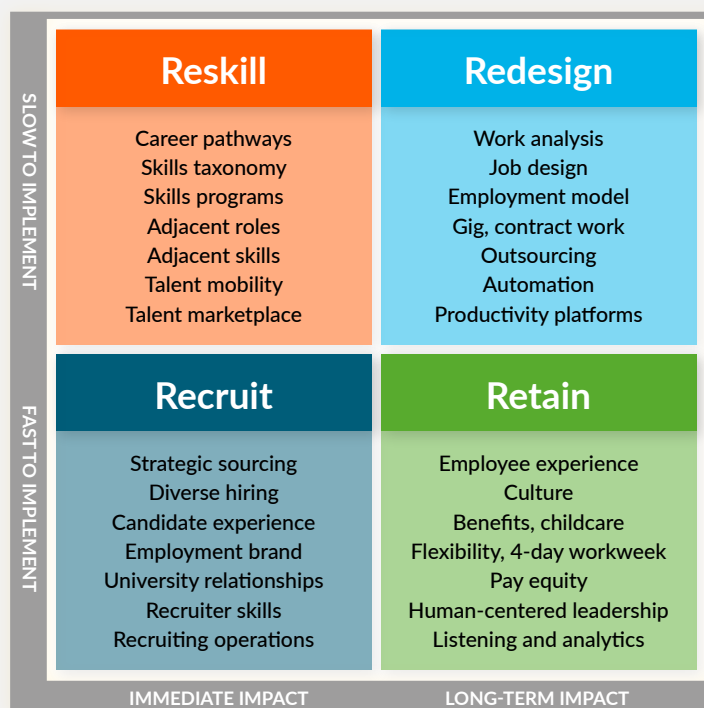 SLOW TO IMPLEMENT
Reskill
Career pathways
Skills taxonomy
Skills programs
Adjacent roles
Adjacent skills
Talent mobility
Talent marketplace
Redesign
Work analysis
Job design
Employment model
Gig, contract work
Outsourcing
Automation
Productivity platforms
FAST TO IMPLEMENT
Recruit
Strategic sourcing
Diverse hiring
Candidate experience
Employment brand
University relationships
Recruiter skills
Recruiting operations
Retain
Employee experience
Culture
Benefits, childcare
Flexibility, 4-day workweek
Pay equity
Human-centered leadership
Listening and analytics
IMMEDIATE IMPACT
LONG-TERM IMPACT